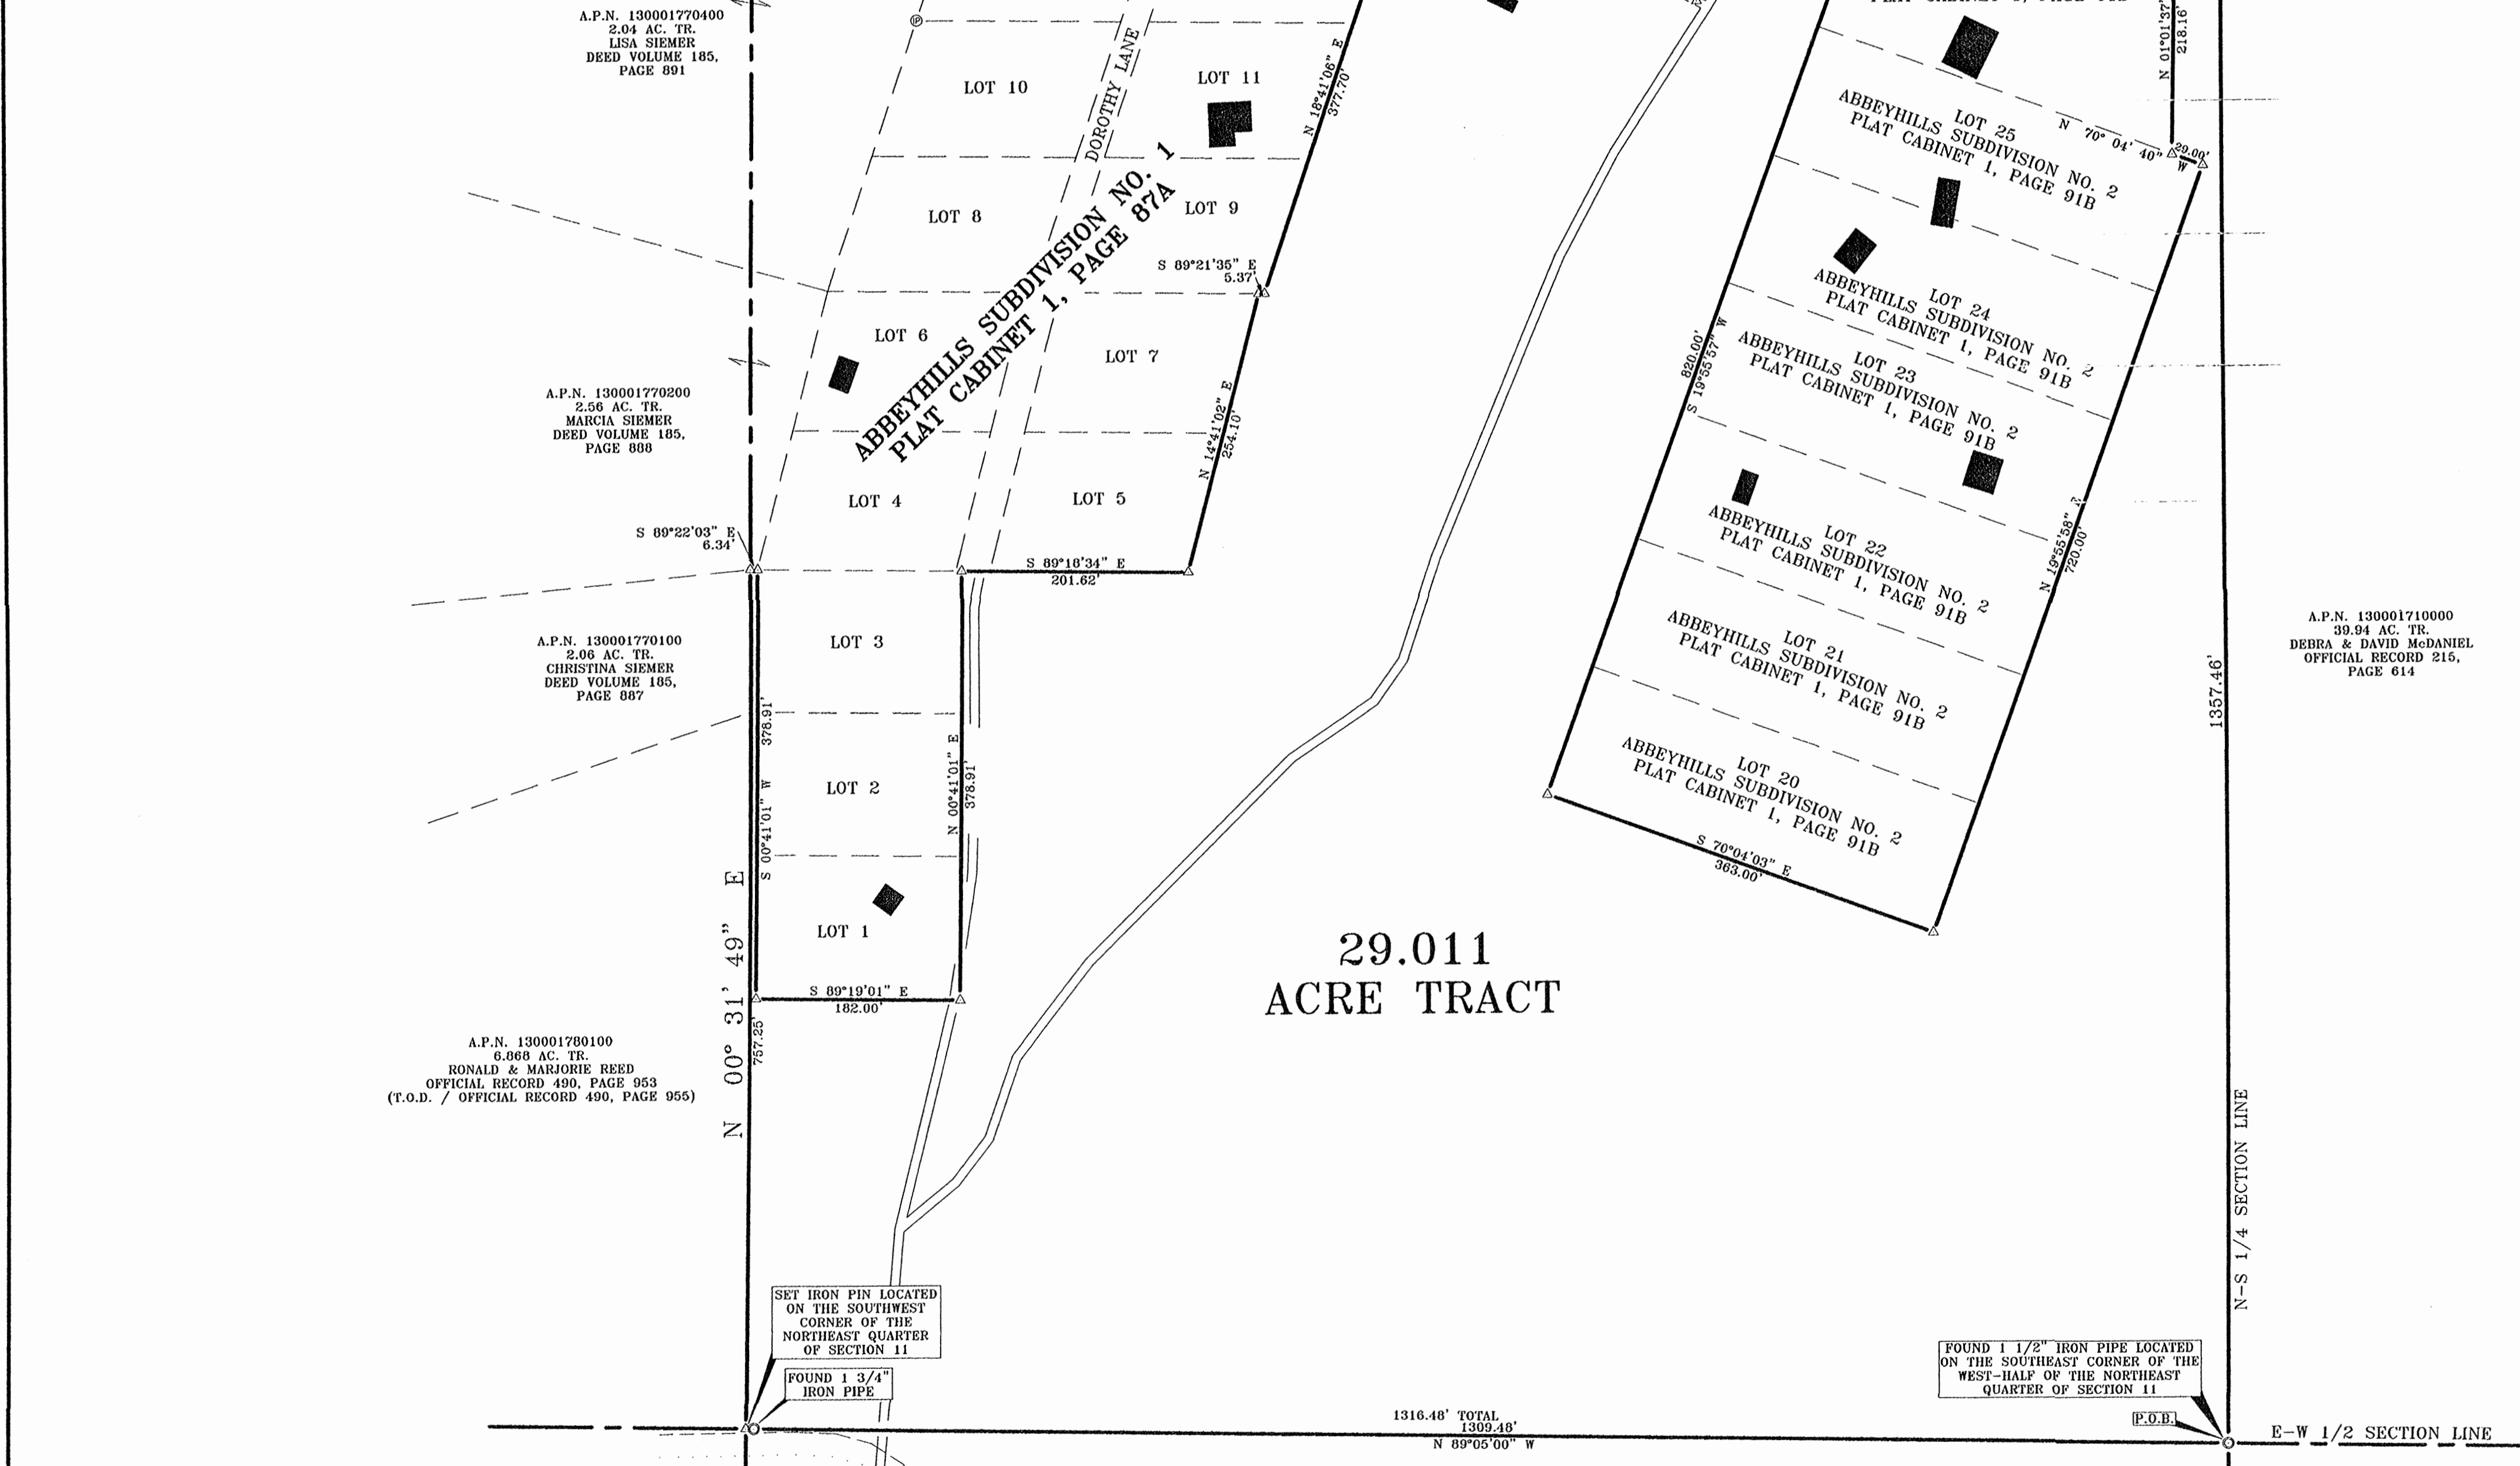 A.P.N. 130001770400
2.04 AC. TR.
LISA SIEMER
DEED VOLUME 185,
PAGE 891
IP
LOT 10
DOROTHY LANE
LOT 11
N 18°41'06" E
377.70'
N 01°01'37"
218.16'
LOT 25
ABBEYHILLS SUBDIVISION NO. 2
PLAT CABINET 1, PAGE 91B
N 70° 04' 40" W
29.00'
LOT 8
LOT 9
ABBEYHILLS SUBDIVISION NO. 1
PLAT CABINET 1, PAGE 87A
S 89°21'35" E
5.37'
LOT 24
ABBEYHILLS SUBDIVISION NO. 2
PLAT CABINET 1, PAGE 91B
LOT 6
LOT 7
820.00'
S 19°55'57" W
LOT 23
ABBEYHILLS SUBDIVISION NO. 2
PLAT CABINET 1, PAGE 91B
A.P.N. 130001770200
2.56 AC. TR.
MARCIA SIEMER
DEED VOLUME 185,
PAGE 888
N 14°41'02" E
254.10'
LOT 4
LOT 5
S 89°22'03" E
6.34'
S 89°18'34" E
201.62'
LOT 22
ABBEYHILLS SUBDIVISION NO. 2
PLAT CABINET 1, PAGE 91B
N 19°55'58" E
720.00'
A.P.N. 130001770100
2.06 AC. TR.
CHRISTINA SIEMER
DEED VOLUME 185,
PAGE 887
LOT 3
LOT 21
ABBEYHILLS SUBDIVISION NO. 2
PLAT CABINET 1, PAGE 91B
1357.46'
A.P.N. 130001710000
39.94 AC. TR.
DEBRA & DAVID McDANIEL
OFFICIAL RECORD 215,
PAGE 614
S 00°41'01" W
378.91'
LOT 2
N 00°41'01" E
378.91'
LOT 20
ABBEYHILLS SUBDIVISION NO. 2
PLAT CABINET 1, PAGE 91B
S 70°04'03" E
363.00'
LOT 1
S 89°19'01" E
182.00'
N 00° 31' 49" E
757.25'
29.011
ACRE TRACT
A.P.N. 130001780100
6.868 AC. TR.
RONALD & MARJORIE REED
OFFICIAL RECORD 490, PAGE 953
(T.O.D. / OFFICIAL RECORD 490, PAGE 955)
N-S 1/4 SECTION LINE
SET IRON PIN LOCATED
ON THE SOUTHWEST
CORNER OF THE
NORTHEAST QUARTER
OF SECTION 11
FOUND 1 3/4"
IRON PIPE
FOUND 1 1/2" IRON PIPE LOCATED
ON THE SOUTHEAST CORNER OF THE
WEST-HALF OF THE NORTHEAST
QUARTER OF SECTION 11
P.O.B.
1316.48' TOTAL
1309.48'
N 89°05'00" W
E-W 1/2 SECTION LINE